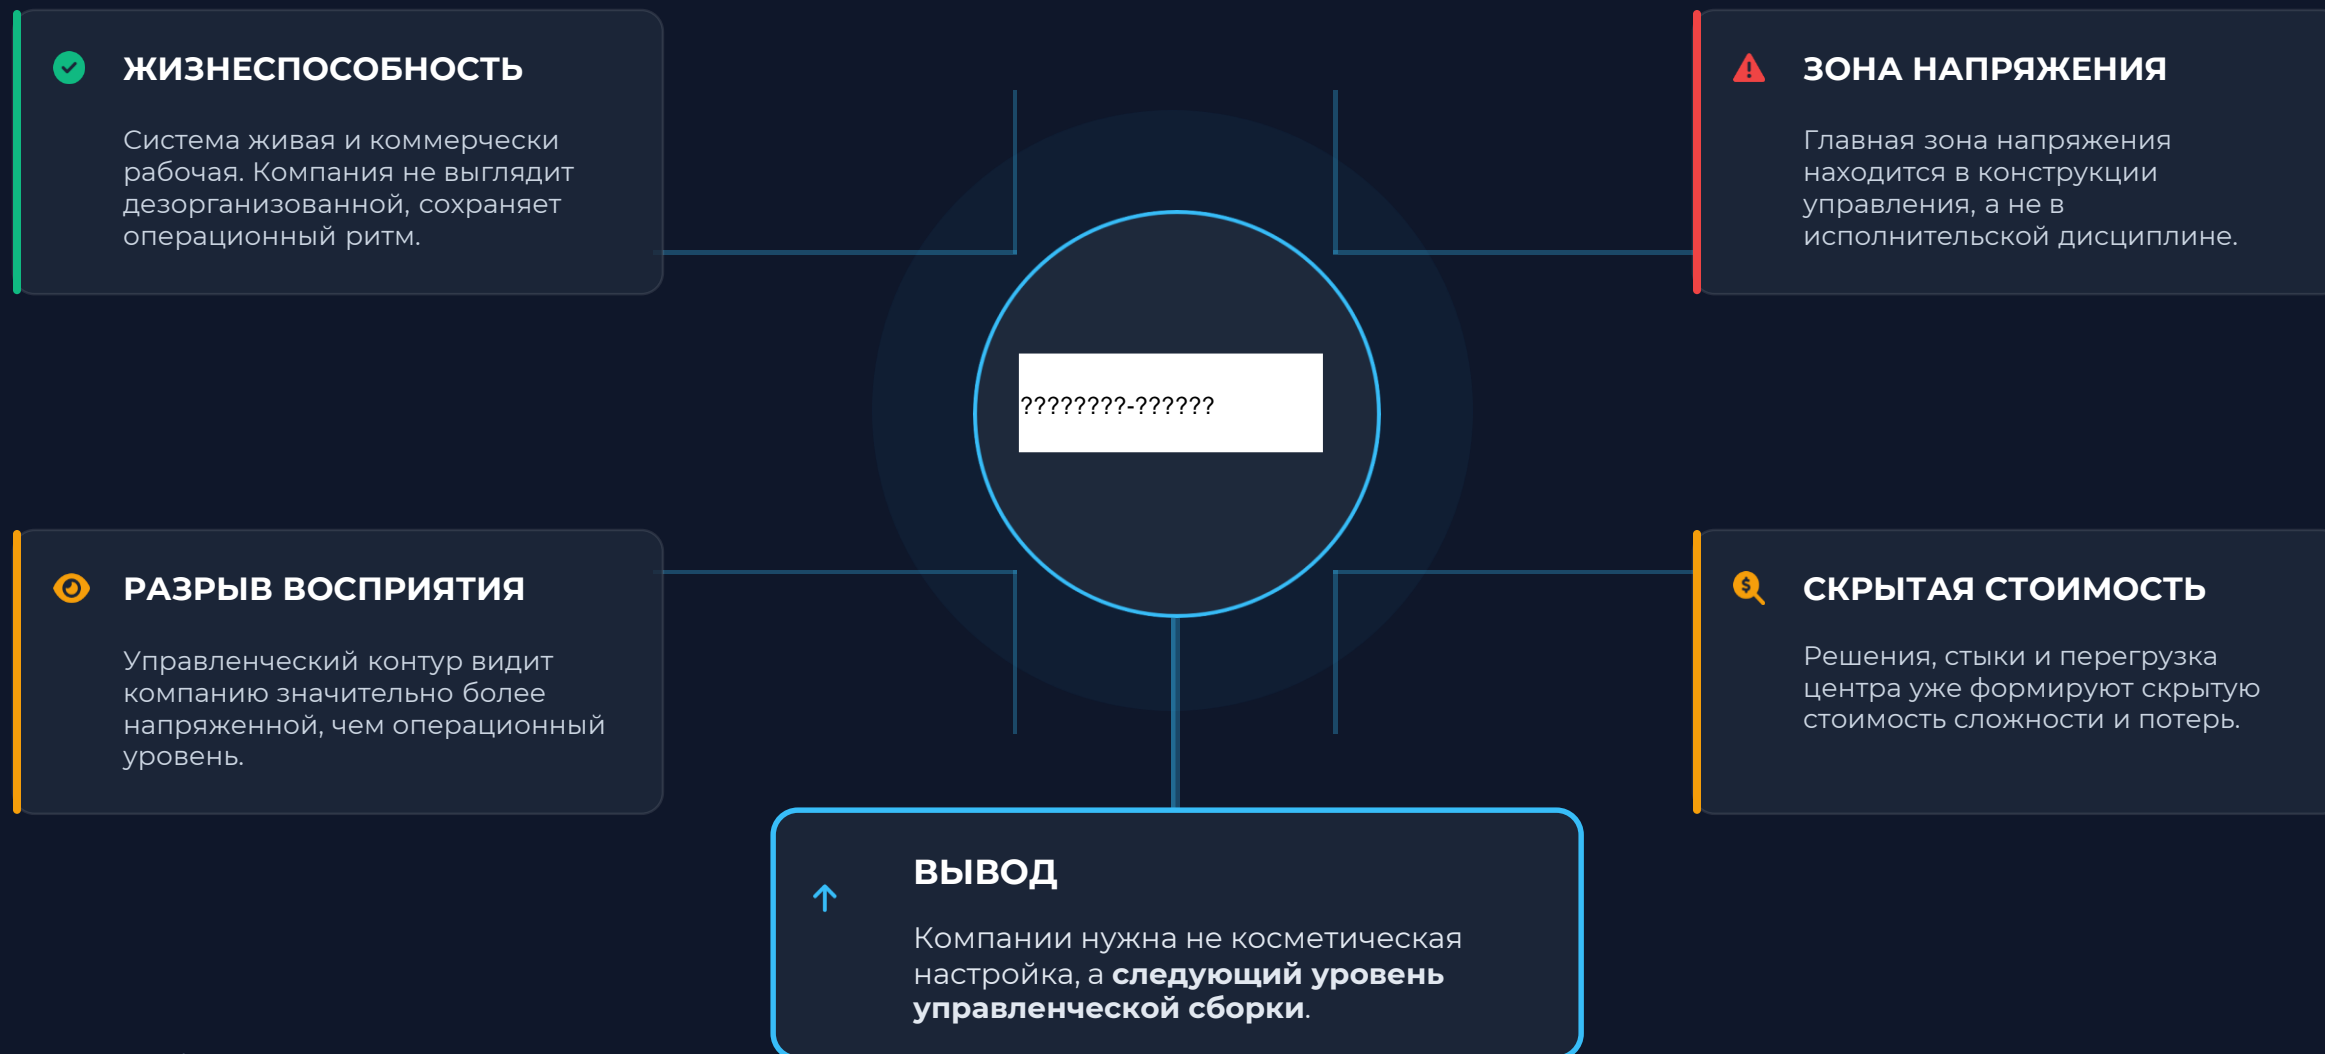 ЖИЗНЕСПОСОБНОСТЬ
Система живая и коммерчески
рабочая. Компания не выглядит
дезорганизованной, сохраняет
операционный ритм.
ЗОНА НАПРЯЖЕНИЯ
Главная зона напряжения
находится в конструкции
управления, а не в
исполнительской дисциплине.
????????-??????
РАЗРЫВ ВОСПРИЯТИЯ
Управленческий контур видит
компанию значительно более
напряженной, чем операционный
уровень.
СКРЫТАЯ СТОИМОСТЬ
Решения, стыки и перегрузка
центра уже формируют скрытую
стоимость сложности и потерь.
ВЫВОД
Компании нужна не косметическая
настройка, а следующий уровень
управленческой сборки.